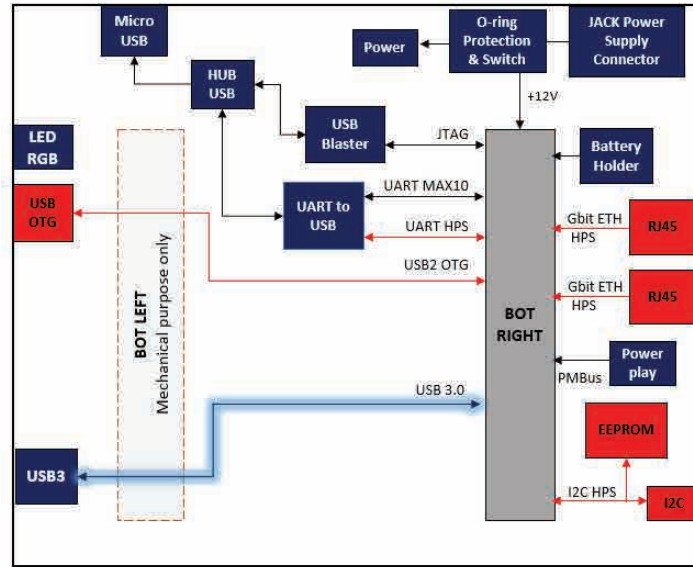 Micro
USB
HUB
USB
Power
O-ring
Protection
& Switch
JACK Power
Supply
Connector
+12V
USB
Blaster
JTAG
Battery
Holder
LED
RGB
USB
OTG
UART to
USB
UART MAX10
UART HPS
USB2 OTG
Gbit ETH
HPS
RJ45
Gbit ETH
HPS
RJ45
BOT LEFT
Mechanical purpose only
BOT
RIGHT
Power
play
PMBus
USB 3.0
USB3
EEPROM
I2C HPS
I2C